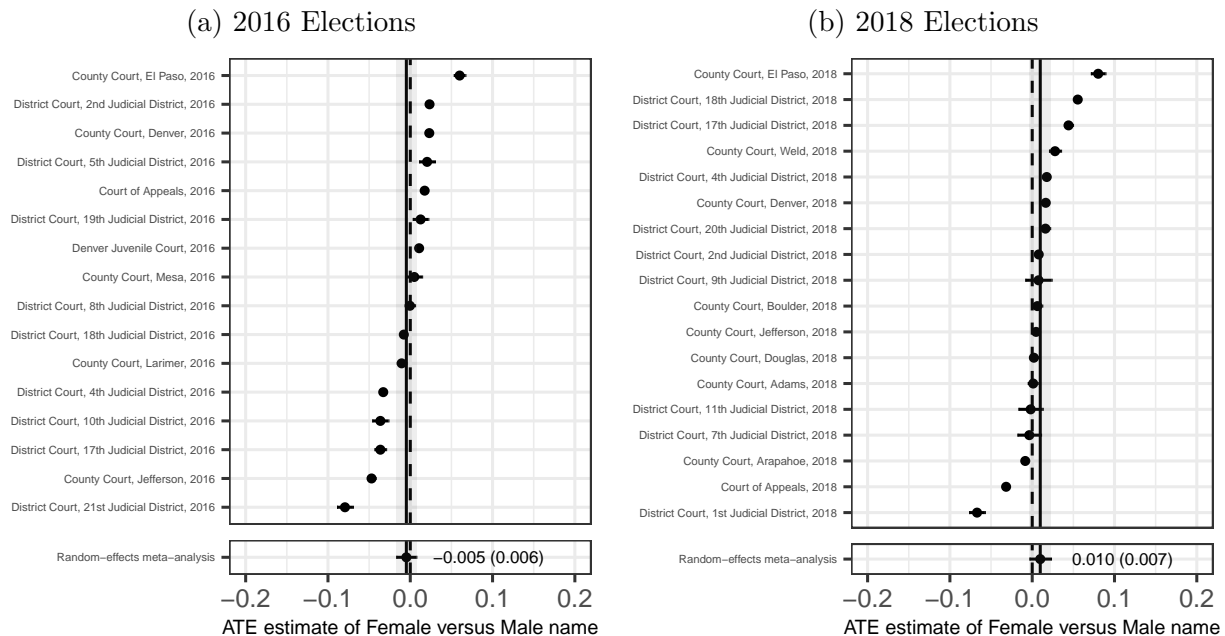 (a) 2016 Elections
County Court, El Paso, 2016
District Court, 2nd Judicial District, 2016
County Court, Denver, 2016
District Court, 5th Judicial District, 2016
Court of Appeals, 2016
District Court, 19th Judicial District, 2016
Denver Juvenile Court, 2016
County Court, Mesa, 2016
District Court, 8th Judicial District, 2016
District Court, 18th Judicial District, 2016
County Court, Larimer, 2016
District Court, 4th Judicial District, 2016
District Court, 10th Judicial District, 2016
District Court, 17th Judicial District, 2016
County Court, Jefferson, 2016
District Court, 21st Judicial District, 2016
Random−effects meta−analysis
−0.005 (0.006)
−0.2 −0.1 0.0 0.1 0.2
ATE estimate of Female versus Male name
(b) 2018 Elections
County Court, El Paso, 2018
District Court, 18th Judicial District, 2018
District Court, 17th Judicial District, 2018
County Court, Weld, 2018
District Court, 4th Judicial District, 2018
County Court, Denver, 2018
District Court, 20th Judicial District, 2018
District Court, 2nd Judicial District, 2018
District Court, 9th Judicial District, 2018
County Court, Boulder, 2018
County Court, Jefferson, 2018
County Court, Douglas, 2018
County Court, Adams, 2018
District Court, 11th Judicial District, 2018
District Court, 7th Judicial District, 2018
County Court, Arapahoe, 2018
Court of Appeals, 2018
District Court, 1st Judicial District, 2018
Random−effects meta−analysis
0.010 (0.007)
−0.2 −0.1 0.0 0.1 0.2
ATE estimate of Female versus Male name